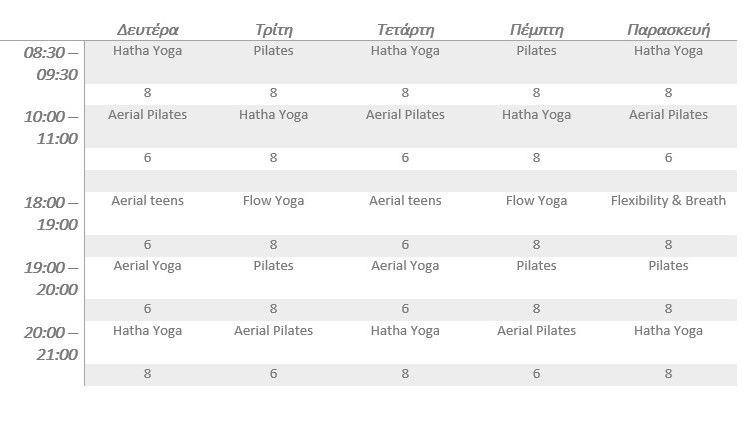 Δευτέρα Τρίτη Τετάρτη Πέμπτη Παρασκευή
08:30 – Hatha Yoga Pilates Hatha Yoga Pilates Hatha Yoga
09:30
8 8 8 8 8
10:00 – Aerial Pilates Hatha Yoga Aerial Pilates Hatha Yoga Aerial Pilates
11:00
6 8 6 8 6
18:00 – Aerial teens Flow Yoga Aerial teens Flow Yoga Flexibility & Breath
19:00
6 8 6 8 8
19:00 – Aerial Yoga Pilates Aerial Yoga Pilates Pilates
20:00
6 8 6 8 8
20:00 – Hatha Yoga Aerial Pilates Hatha Yoga Aerial Pilates Hatha Yoga
21:00
8 6 8 6 8